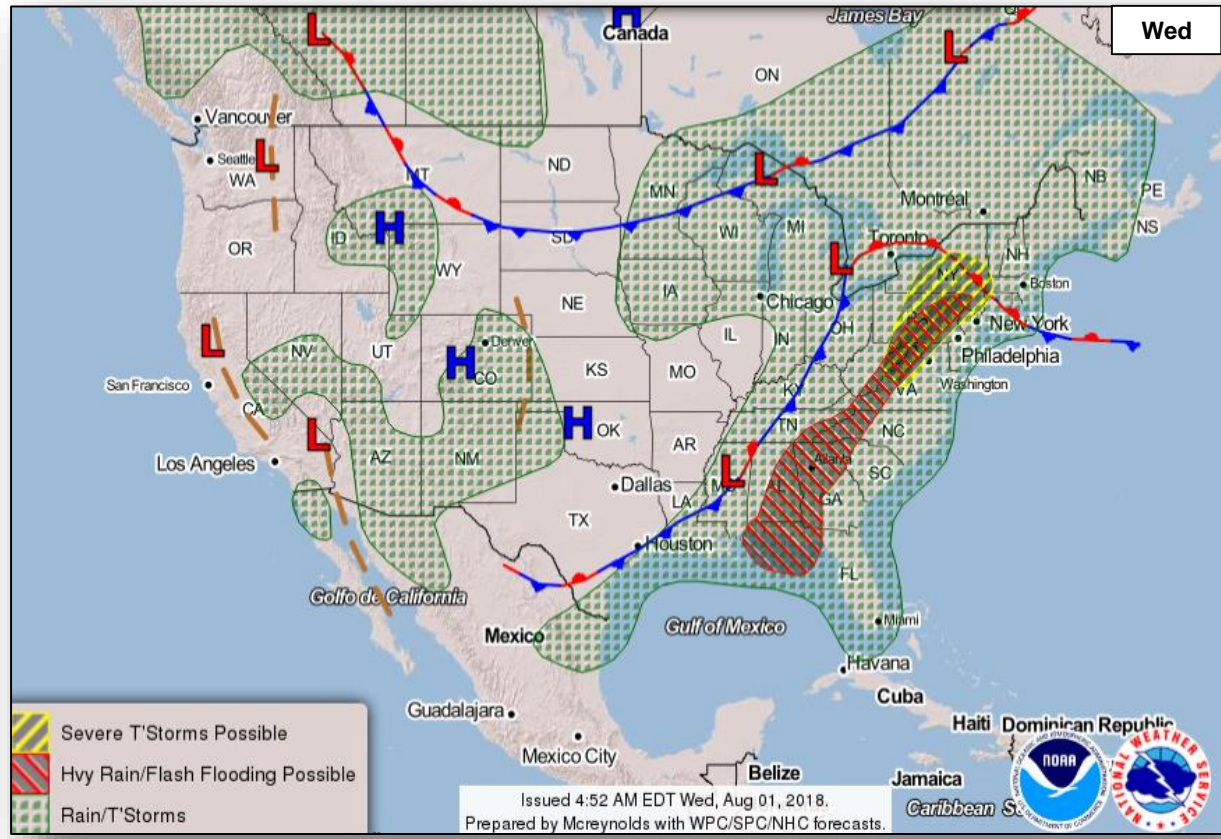 Wed
James Bay
Canada
L
H
L
ON
QC
Vancouver
Seattle
L
WA
MT
ND
MN
L
Montréal
NB
PE
NS
OR
ID
H
WY
SD
WI
MI
L
Toronto
NY
NH
Boston
NE
IA
Chicago
New York
Philadelphia
Washington
L
San Francisco
CA
NV
UT
H
CO
Denver
KS
MO
IL
IN
OH
KY
VA
L
Los Angeles
AZ
NM
H
OK
AR
TN
NC
SC
Atlanta
L
Dallas
LA
AL
GA
TX
Houston
FL
Golfo de California
Mexico
Gulf of Mexico
Miami
Havana
Cuba
Guadalajara
Mexico City
Haiti
Dominican Republic
Belize
Jamaica
Caribbean
Severe T'Storms Possible
Hvy Rain/Flash Flooding Possible
Rain/T'Storms
Issued 4:52 AM EDT Wed, Aug 01, 2018.
Prepared by Mcreynolds with WPC/SPC/NHC forecasts.
NOAA
NATIONAL WEATHER SERVICE